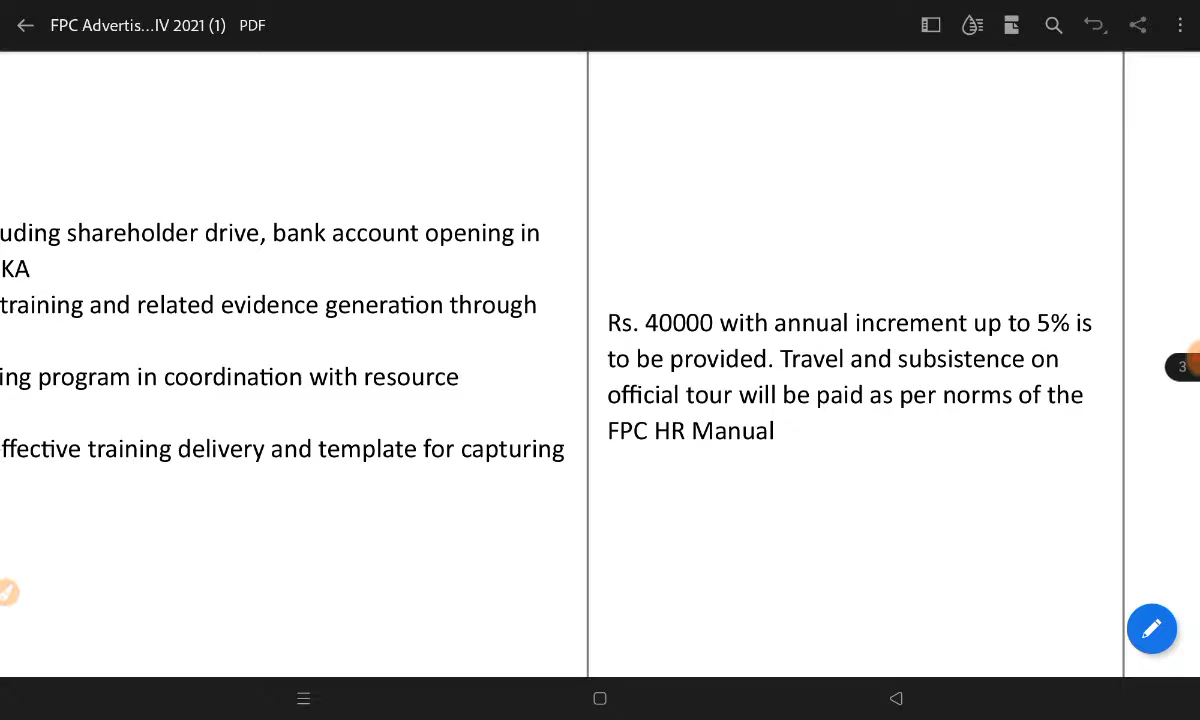 FPC Advertis...IV 2021 (1) PDF
uding shareholder drive, bank account opening in
KA
training and related evidence generation through
ing program in coordination with resource
ffective training delivery and template for capturing
Rs. 40000 with annual increment up to 5% is
to be provided. Travel and subsistence on
official tour will be paid as per norms of the
FPC HR Manual
3